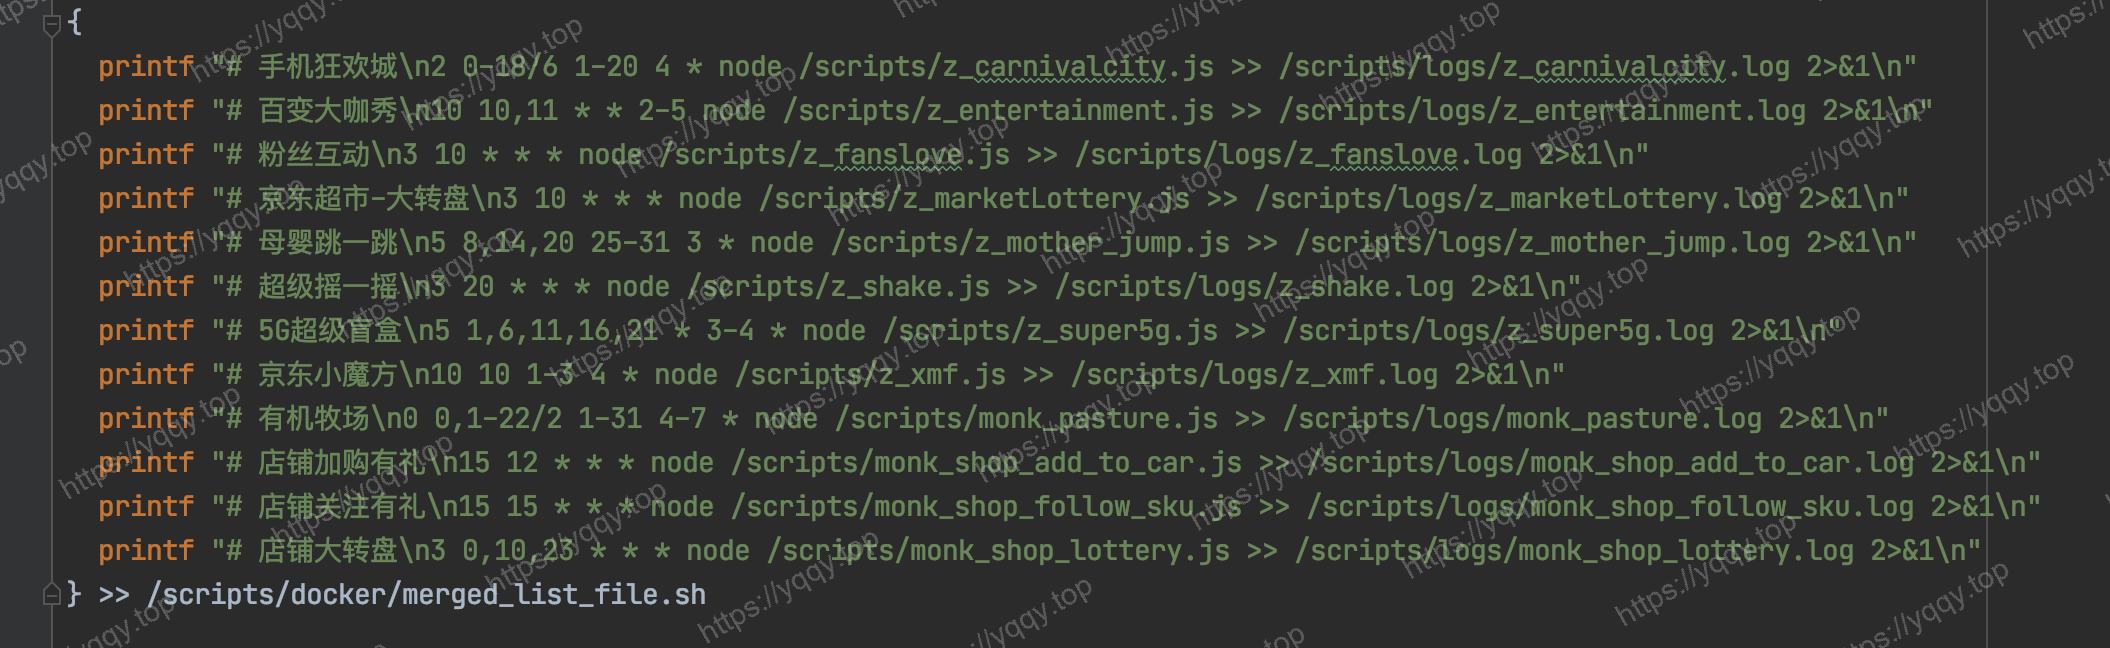 {
printf "# 手机狂欢城\n2 0-18/6 1-20 4 * node /scripts/z_carnivalcity.js >> /scripts/logs/z_carnivalcity.log 2>&1\n"
printf "# 百变大咖秀\n10 10,11 * * 2-5 node /scripts/z_entertainment.js >> /scripts/logs/z_entertainment.log 2>&1\n"
printf "# 粉丝互动\n3 10 * * * node /scripts/z_fanslove.js >> /scripts/logs/z_fanslove.log 2>&1\n"
printf "# 京东超市-大转盘\n3 10 * * * node /scripts/z_marketLottery.js >> /scripts/logs/z_marketLottery.log 2>&1\n"
printf "# 母婴跳一跳\n5 8,14,20 25-31 3 * node /scripts/z_mother_jump.js >> /scripts/logs/z_mother_jump.log 2>&1\n"
printf "# 超级摇一摇\n3 20 * * * node /scripts/z_shake.js >> /scripts/logs/z_shake.log 2>&1\n"
printf "# 5G超级盲盒\n5 1,6,11,16,21 * 3-4 * node /scripts/z_super5g.js >> /scripts/logs/z_super5g.log 2>&1\n"
printf "# 京东小魔方\n10 10 1-3 4 * node /scripts/z_xmf.js >> /scripts/logs/z_xmf.log 2>&1\n"
printf "# 有机牧场\n0 0,1-22/2 1-31 4-7 * node /scripts/monk_pasture.js >> /scripts/logs/monk_pasture.log 2>&1\n"
printf "# 店铺加购有礼\n15 12 * * * node /scripts/monk_shop_add_to_car.js >> /scripts/logs/monk_shop_add_to_car.log 2>&1\n"
printf "# 店铺关注有礼\n15 15 * * * node /scripts/monk_shop_follow_sku.js >> /scripts/logs/monk_shop_follow_sku.log 2>&1\n"
printf "# 店铺大转盘\n3 0,10,23 * * * node /scripts/monk_shop_lottery.js >> /scripts/logs/monk_shop_lottery.log 2>&1\n"
} >> /scripts/docker/merged_list_file.sh
https://yqqy.top